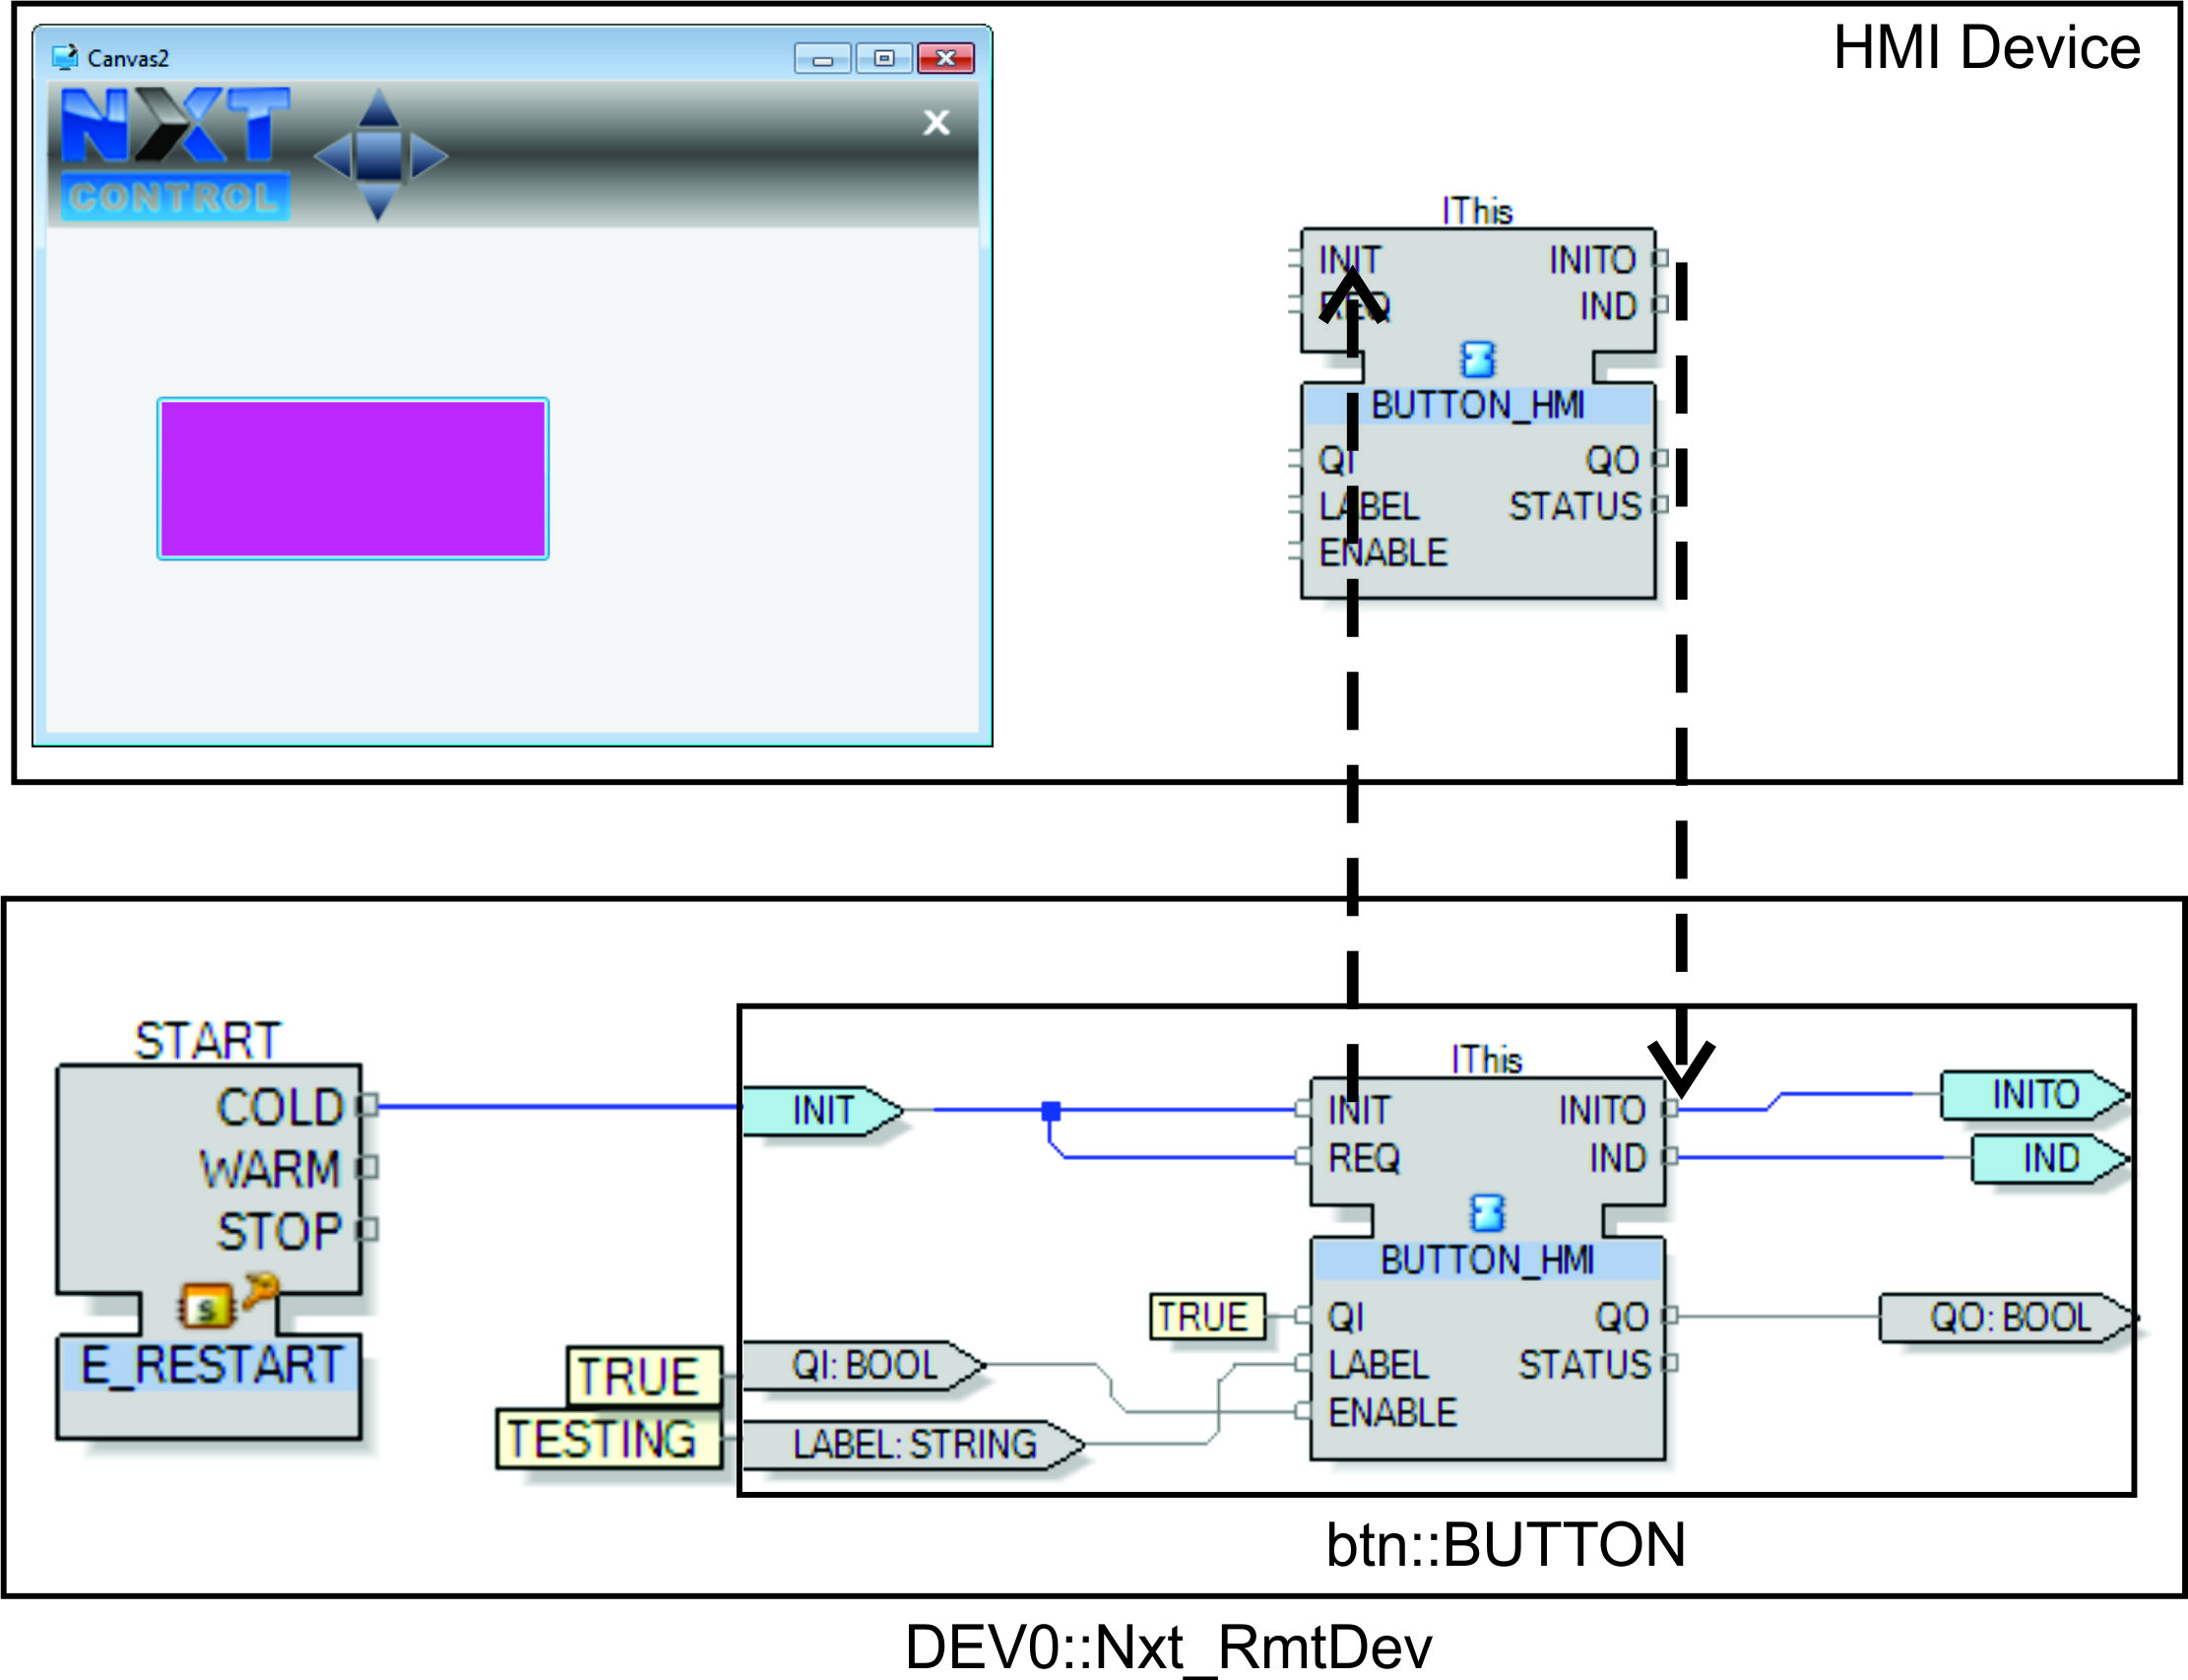 HMI Device
Canvas2
NXT
CONTROL
IThis
INIT INITO
REQ IND
BUTTON_HMI
QI QO
LABEL STATUS
ENABLE
START
COLD
WARM
STOP
S
E_RESTART
TRUE
TESTING
INIT
QI: BOOL
LABEL: STRING
TRUE
IThis
INIT INITO
REQ IND
BUTTON_HMI
QI QO
LABEL STATUS
ENABLE
INITO
IND
QO: BOOL
btn::BUTTON
DEV0::Nxt_RmtDev